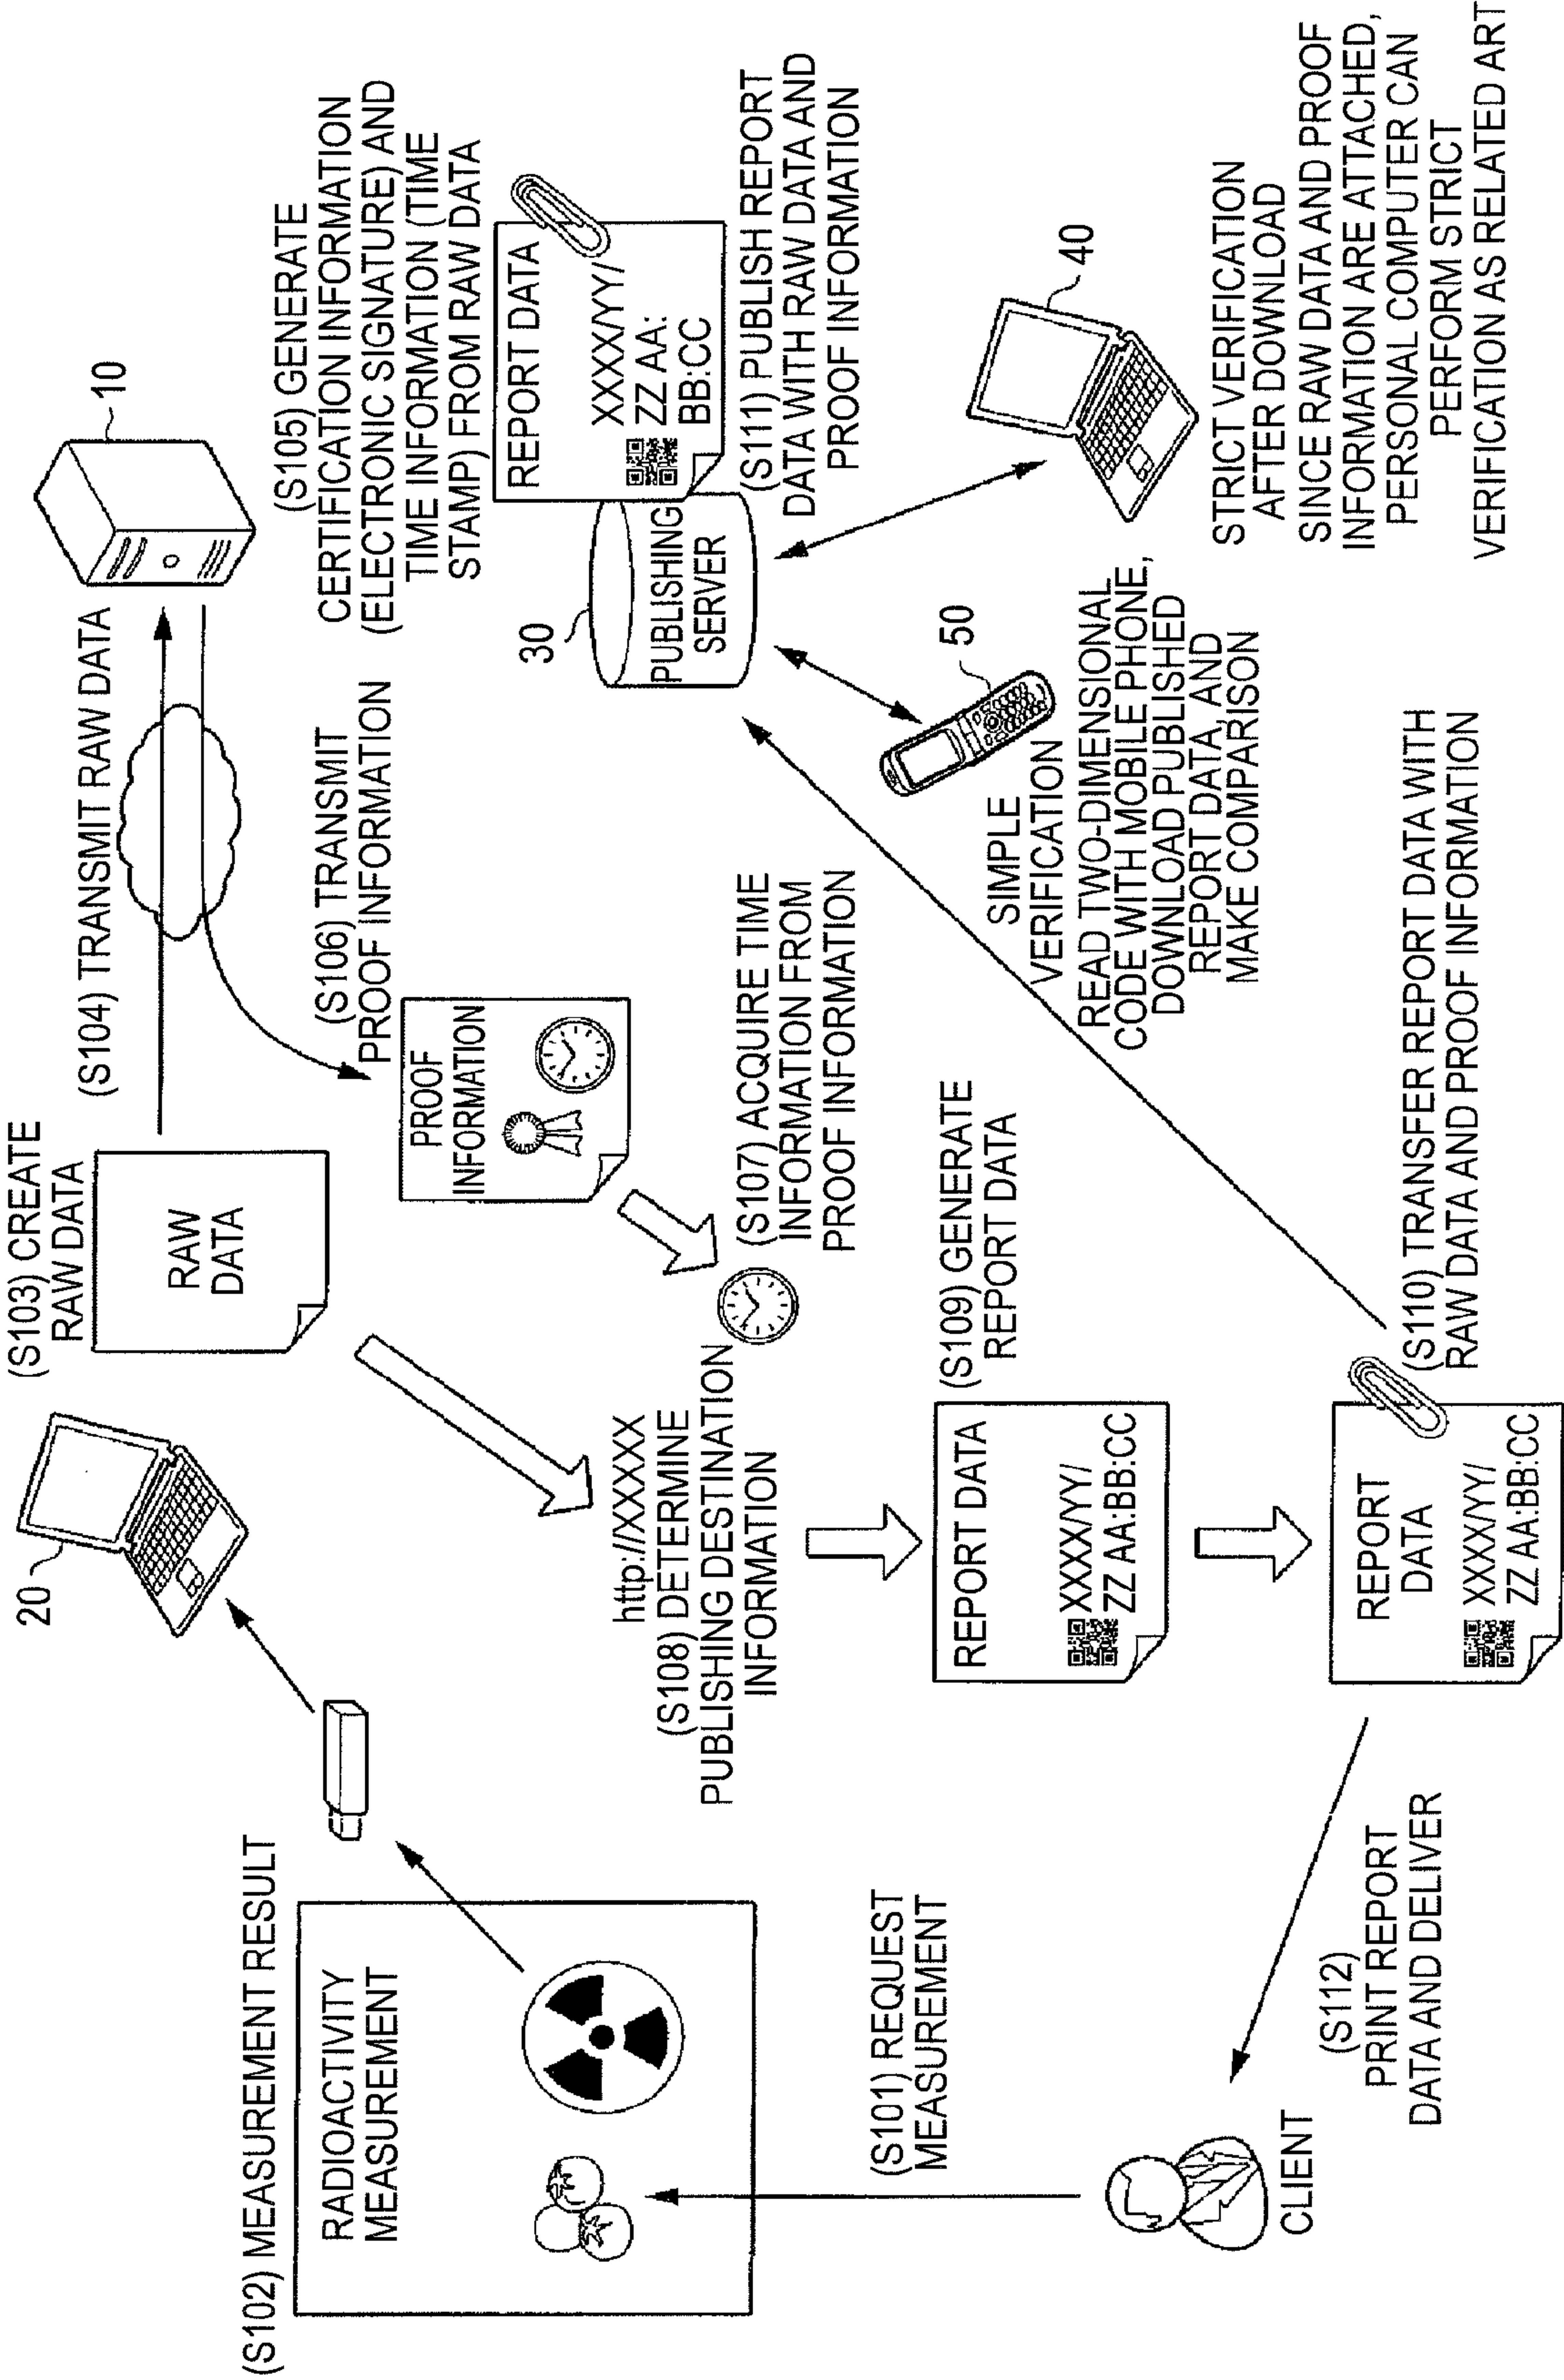 (S102) MEASUREMENT RESULT
RADIOACTIVITY
MEASUREMENT
(S101) REQUEST
MEASUREMENT
CLIENT
(S112)
PRINT REPORT
DATA AND DELIVER
20
(S103) CREATE
RAW DATA
RAW
DATA
(S104) TRANSMIT RAW DATA
10
(S105) GENERATE
CERTIFICATION INFORMATION
(ELECTRONIC SIGNATURE) AND
TIME INFORMATION (TIME
STAMP) FROM RAW DATA
(S106) TRANSMIT
PROOF INFORMATION
PROOF
INFORMATION
(S107) ACQUIRE TIME
INFORMATION FROM
PROOF INFORMATION
http://XXXXX
(S108) DETERMINE
PUBLISHING DESTINATION
INFORMATION
(S109) GENERATE
REPORT DATA
REPORT DATA
XXXX/YY/
ZZ AA:BB:CC
REPORT
DATA
XXXX/YY/
ZZ AA:BB:CC
(S110) TRANSFER REPORT DATA WITH
RAW DATA AND PROOF INFORMATION
30
PUBLISHING
SERVER
REPORT DATA
XXXX/YY/
ZZ AA:
BB:CC
(S111) PUBLISH REPORT
DATA WITH RAW DATA AND
PROOF INFORMATION
50
SIMPLE
VERIFICATION
READ TWO-DIMENSIONAL
CODE WITH MOBILE PHONE,
DOWNLOAD PUBLISHED
REPORT DATA, AND
MAKE COMPARISON
40
STRICT VERIFICATION
AFTER DOWNLOAD
SINCE RAW DATA AND PROOF
INFORMATION ARE ATTACHED,
PERSONAL COMPUTER CAN
PERFORM STRICT
VERIFICATION AS RELATED ART